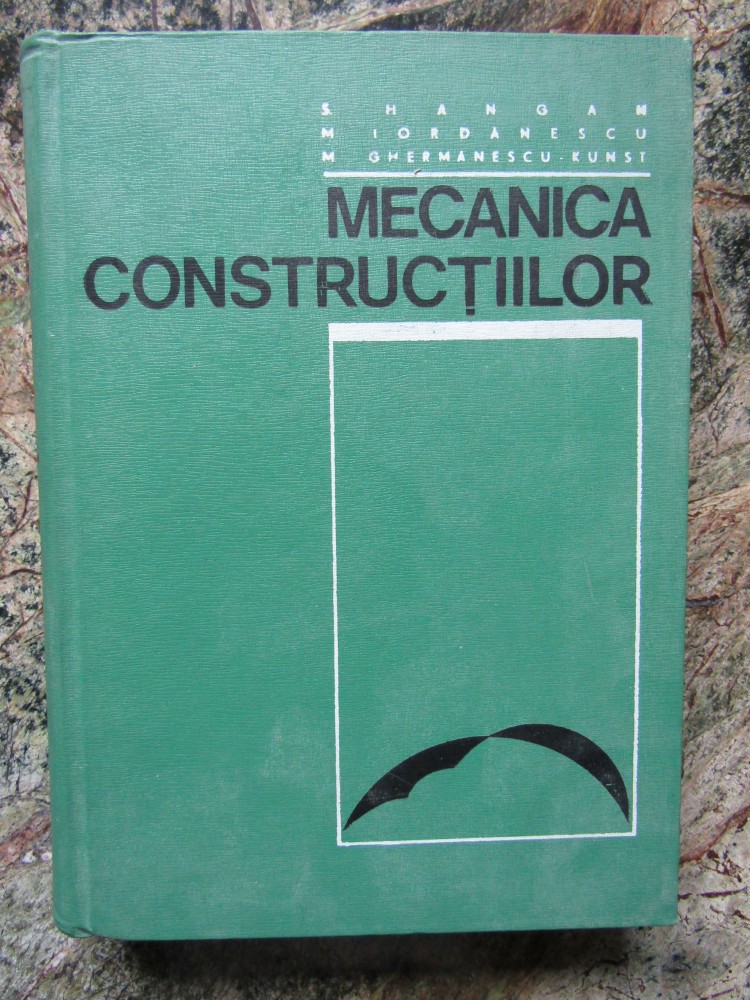 S. HANGAN
M IORDĂNESCU
M GHERMĂNESCU-KUNST
MECANICA
CONSTRUCȚIILOR